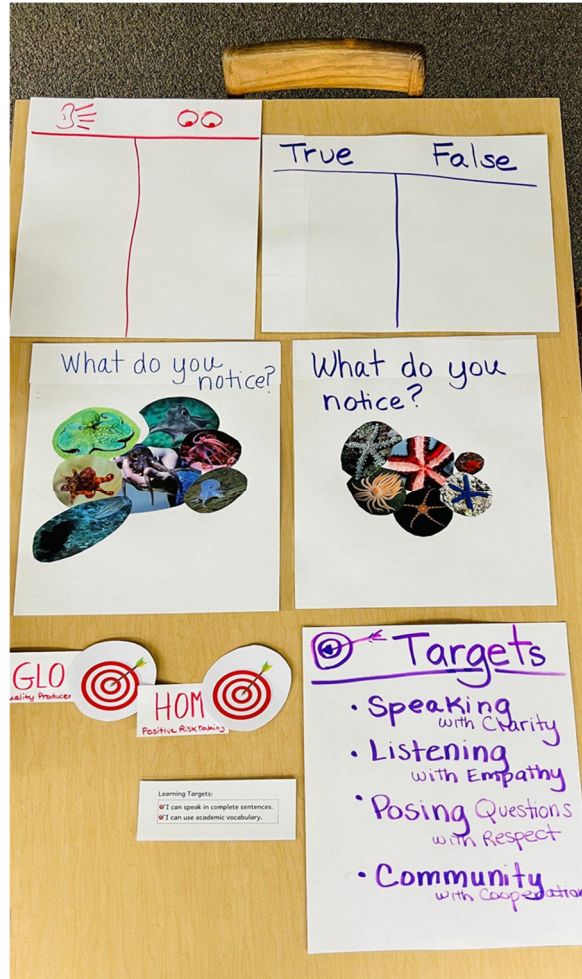 True False
What do you
notice?
What do you
notice?
GLO
uality Producer
HOM
Positive Risk Taking
Learning Targets:
I can speak in complete sentences.
I can use academic vocabulary.
Targets
• Speaking
with Charity
• Listening
with Empathy
• Posing Questions
with Respect
• Community
with Cooperation